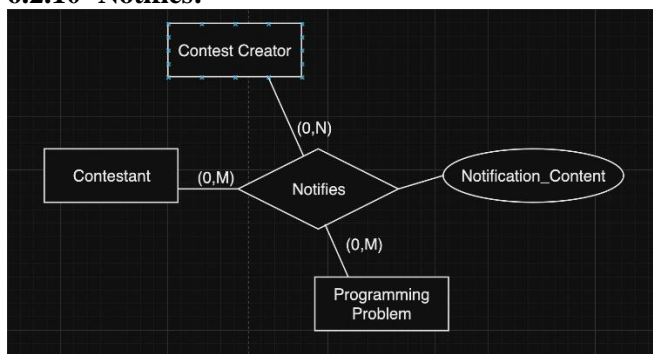 6.2.10 Notifies:
Contest Creator
(0,N)
Contestant
(0,M)
Notifies
Notification_Content
(0,M)
Programming
Problem